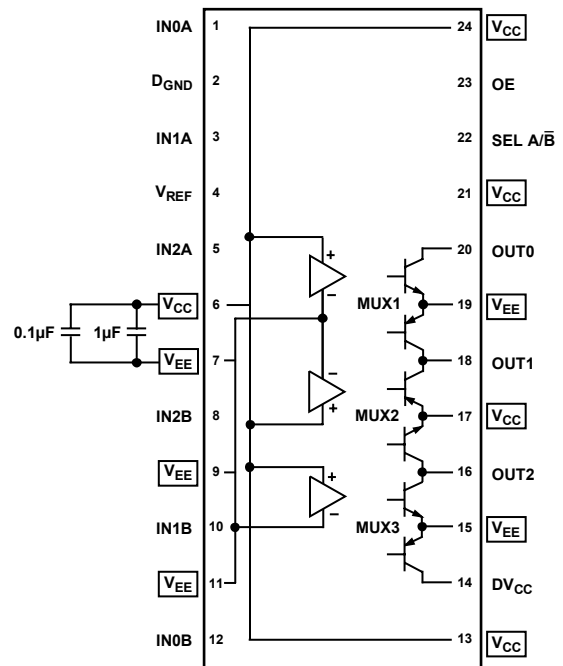 IN0A 1 24 VCC
DGND 2 23 OE
IN1A 3 22 SEL A/B̅
VREF 4 21 VCC
IN2A 5 + 20 OUT0
0.1µF 1µF VCC 6 − MUX1 19 VEE
VEE 7 − 18 OUT1
IN2B 8 + MUX2 17 VCC
VEE 9 + 16 OUT2
IN1B 10 − MUX3 15 VEE
VEE 11 14 DVCC
IN0B 12 13 VCC